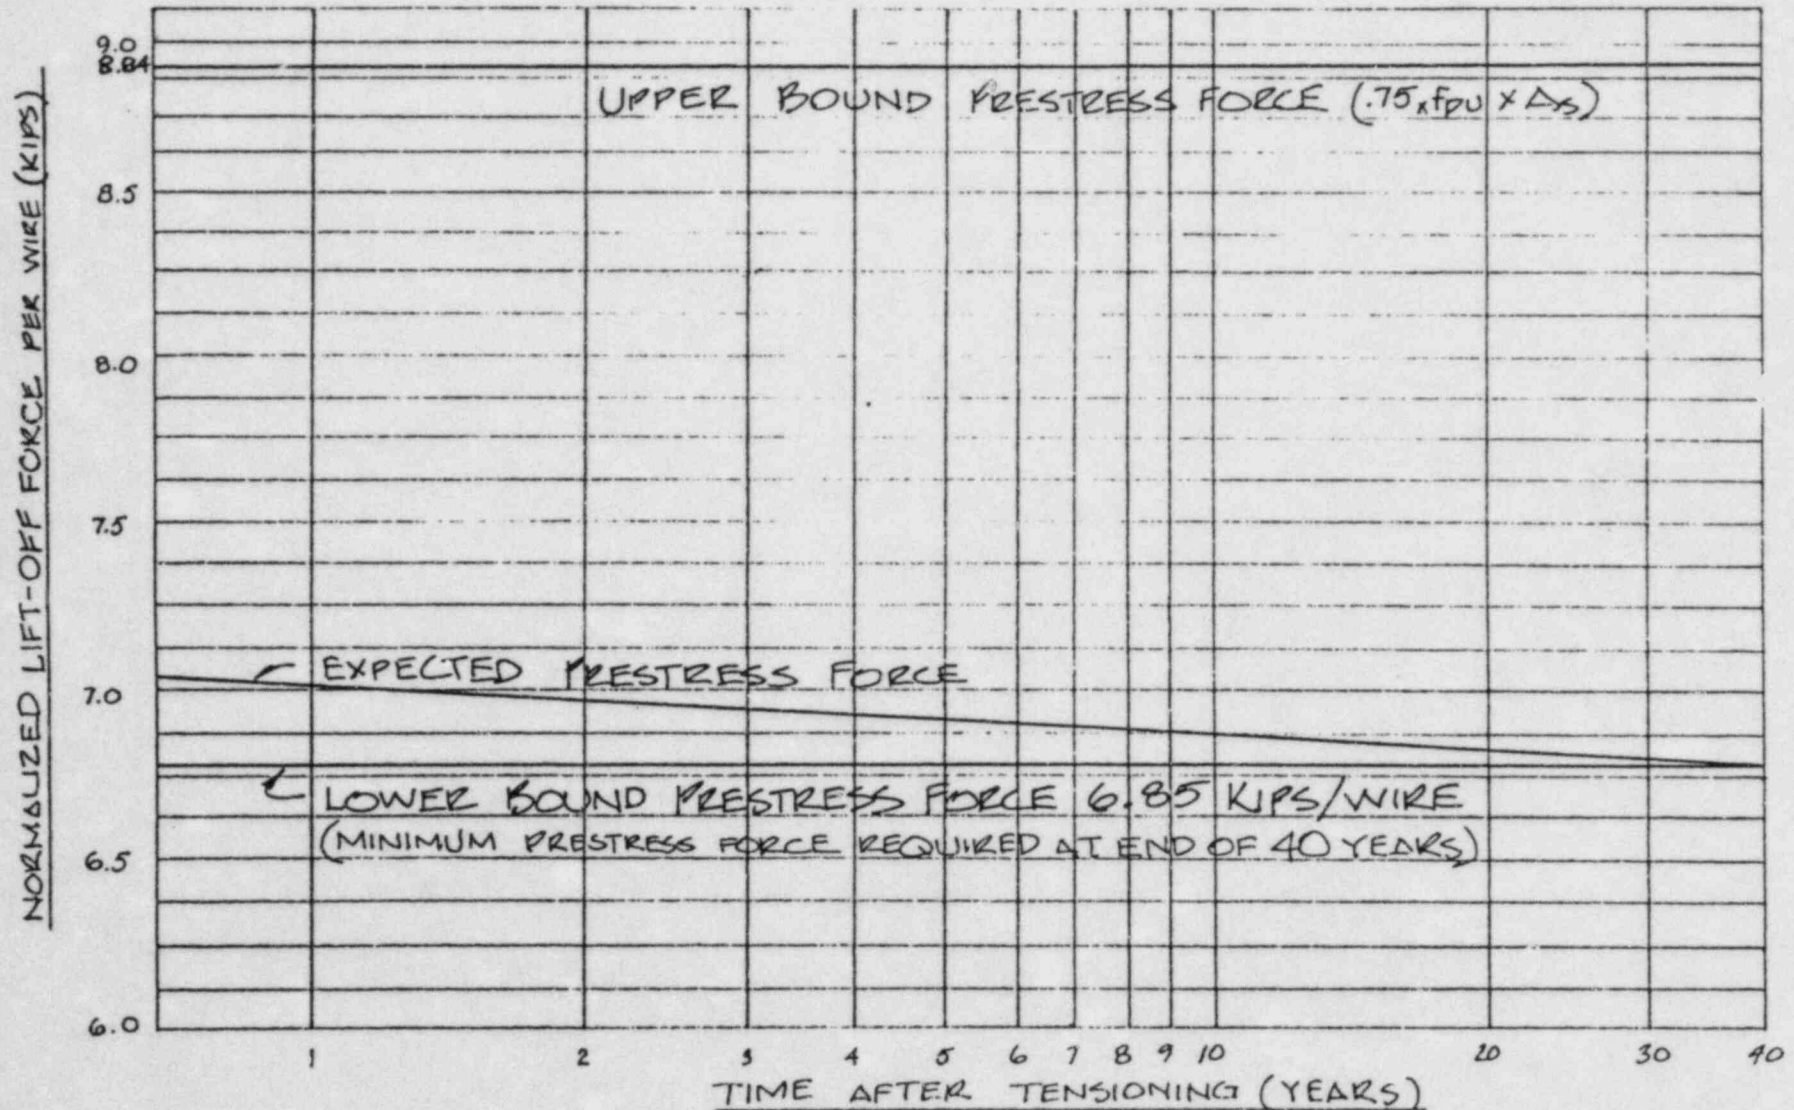 NORMALIZED LIFT-OFF FORCE PER WIRE (KIPS)
9.0
8.84
8.5
8.0
7.5
7.0
6.5
6.0
UPPER BOUND PRESTRESS FORCE (.75xfpu x As)
EXPECTED PRESTRESS FORCE
LOWER BOUND PRESTRESS FORCE 6.85 KIPS/WIRE
(MINIMUM PRESTRESS FORCE REQUIRED AT END OF 40 YEARS)
1 2 3 4 5 6 7 8 9 10 20 30 40
TIME AFTER TENSIONING (YEARS)